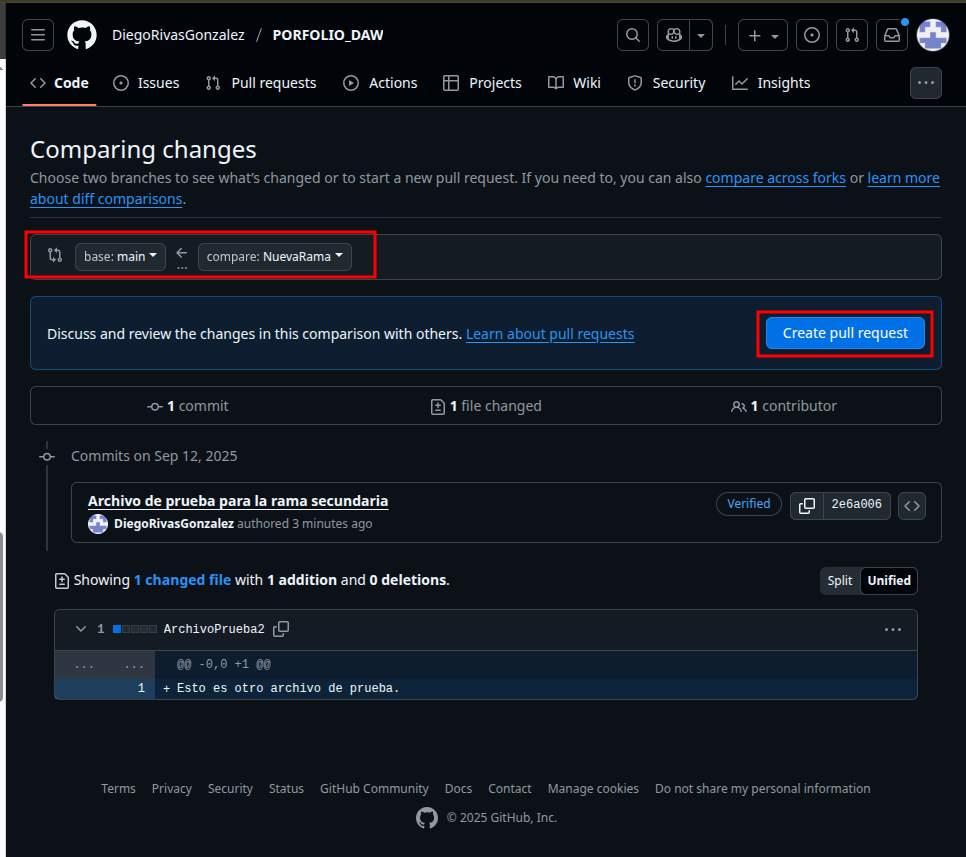 DiegoRivasGonzalez / PORFOLIO_DAW
Code Issues Pull requests Actions Projects Wiki Security Insights
Comparing changes
Choose two branches to see what's changed or to start a new pull request. If you need to, you can also compare across forks or learn more
about diff comparisons.
base: main compare: NuevaRama
Discuss and review the changes in this comparison with others. Learn about pull requests Create pull request
1 commit 1 file changed 1 contributor
Commits on Sep 12, 2025
Archivo de prueba para la rama secundaria
Verified 2e6a006
DiegoRivasGonzalez authored 3 minutes ago
Showing 1 changed file with 1 addition and 0 deletions. Split Unified
1 ArchivoPrueba2
... ... @@ -0,0 +1 @@
1 + Esto es otro archivo de prueba.
Terms Privacy Security Status GitHub Community Docs Contact Manage cookies Do not share my personal information
© 2025 GitHub, Inc.